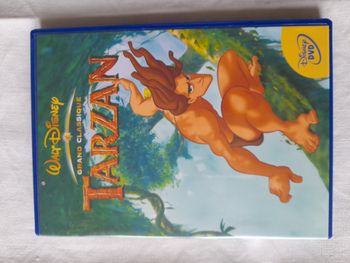 WALT DISNEY
GRAND CLASSIQUE
TARZAN
Disney
DVD